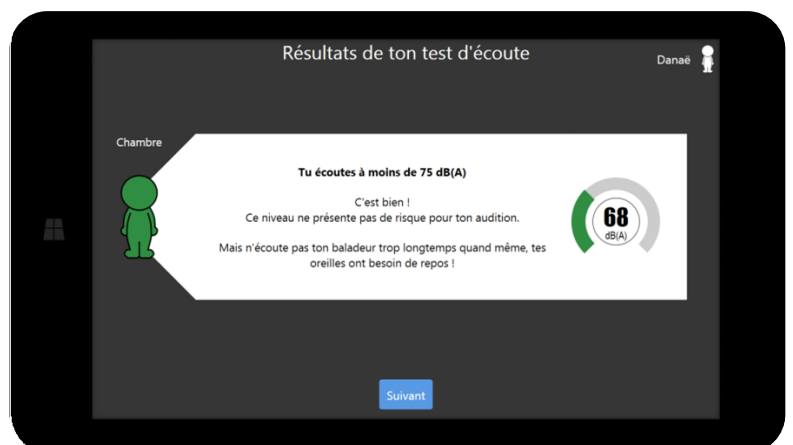 Résultats de ton test d'écoute
Danaë
Chambre
Tu écoutes à moins de 75 dB(A)
C'est bien !
Ce niveau ne présente pas de risque pour ton audition.
Mais n'écoute pas ton baladeur trop longtemps quand même, tes
oreilles ont besoin de repos !
68
dB(A)
Suivant